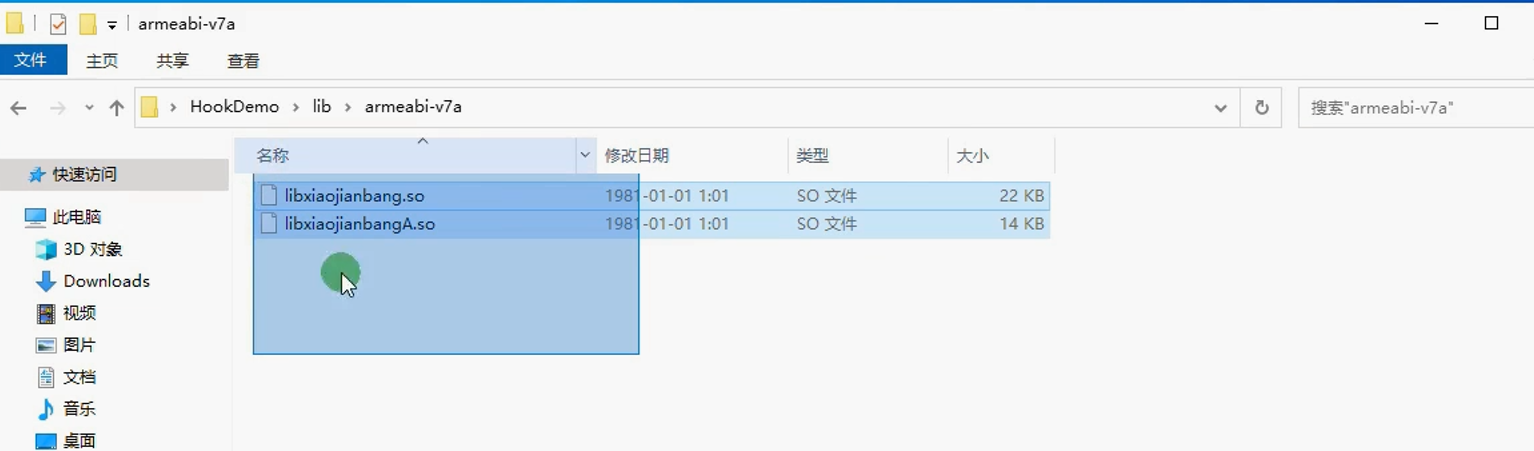 armeabi-v7a
文件 主页 共享 查看
HookDemo › lib › armeabi-v7a 搜索"armeabi-v7a"
名称 修改日期 类型 大小
快速访问
libxiaojianbang.so 1981-01-01 1:01 SO 文件 22 KB
此电脑
libxiaojianbangA.so 1981-01-01 1:01 SO 文件 14 KB
3D 对象
Downloads
视频
图片
文档
音乐
桌面